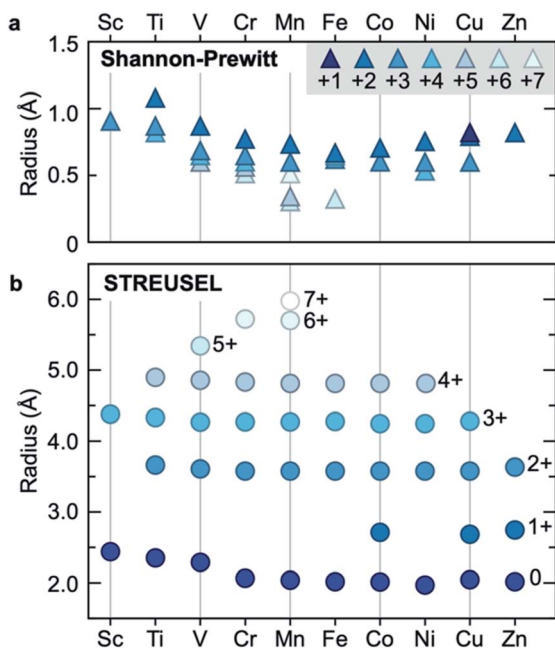 Sc Ti V Cr Mn Fe Co Ni Cu Zn
a
Shannon-Prewitt
+1 +2 +3 +4 +5 +6 +7
1.5
1.0
0.5
0
Radius (Å)
b
STREUSEL
6.0
5.0
4.0
3.0
2.0
Radius (Å)
7+
6+
5+
4+
3+
2+
1+
0
Sc Ti V Cr Mn Fe Co Ni Cu Zn